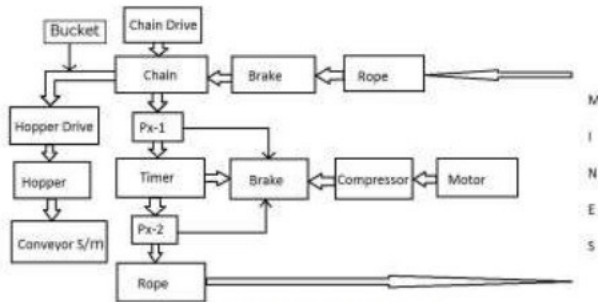 Bucket
Chain Drive
Chain
Brake
Rope
Hopper Drive
Px-1
Hopper
Timer
Brake
Compressor
Motor
Conveyor S/m
Px-2
Rope
M
I
N
E
S